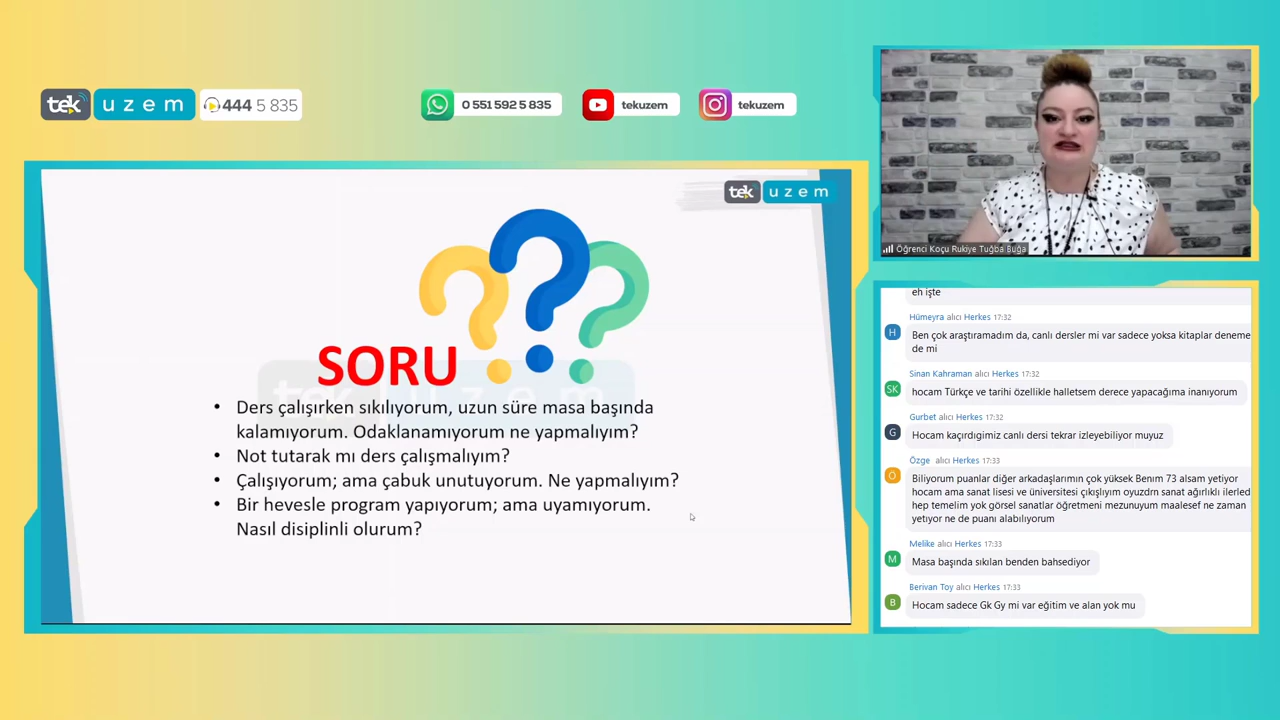 tek uzem 444 5 835
0 551 592 5 835
tekuzem
tekuzem
tek uzem
SORU
tek uzem
• Ders çalışırken sıkılıyorum, uzun süre masa başında
kalamıyorum. Odaklanamıyorum ne yapmalıyım?
• Not tutarak mı ders çalışmalıyım?
• Çalışıyorum; ama çabuk unutuyorum. Ne yapmalıyım?
• Bir hevesle program yapıyorum; ama uyamıyorum.
Nasıl disiplinli olurum?
Öğrenci Koçu Rukiye Tuğba Buğa
eh işte
Hümeyra alıcı Herkes 17:32
H
Ben çok araştıramadım da, canlı dersler mi var sadece yoksa kitaplar deneme
de mi
Sinan Kahraman alıcı Herkes 17:32
SK
hocam Türkçe ve tarihi özellikle halletsem derece yapacağıma inanıyorum
Gurbet alıcı Herkes 17:32
G
Hocam kaçırdıgimiz canlı dersi tekrar izleyebiliyor muyuz
Özge alıcı Herkes 17:33
Ö
Biliyorum puanlar diğer arkadaşlarımın çok yüksek Benım 73 alsam yetiyor
hocam ama sanat lisesi ve üniversitesi çıkışlıyım oyuzdrn sanat ağırlıklı ilerled
hep temelim yok görsel sanatlar öğretmeni mezunuyum maalesef ne zaman
yetıyor ne de puanı alabılıyorum
Melike alıcı Herkes 17:33
M
Masa başında sıkılan benden bahsediyor
Berivan Toy alıcı Herkes 17:33
B
Hocam sadece Gk Gy mi var eğitim ve alan yok mu